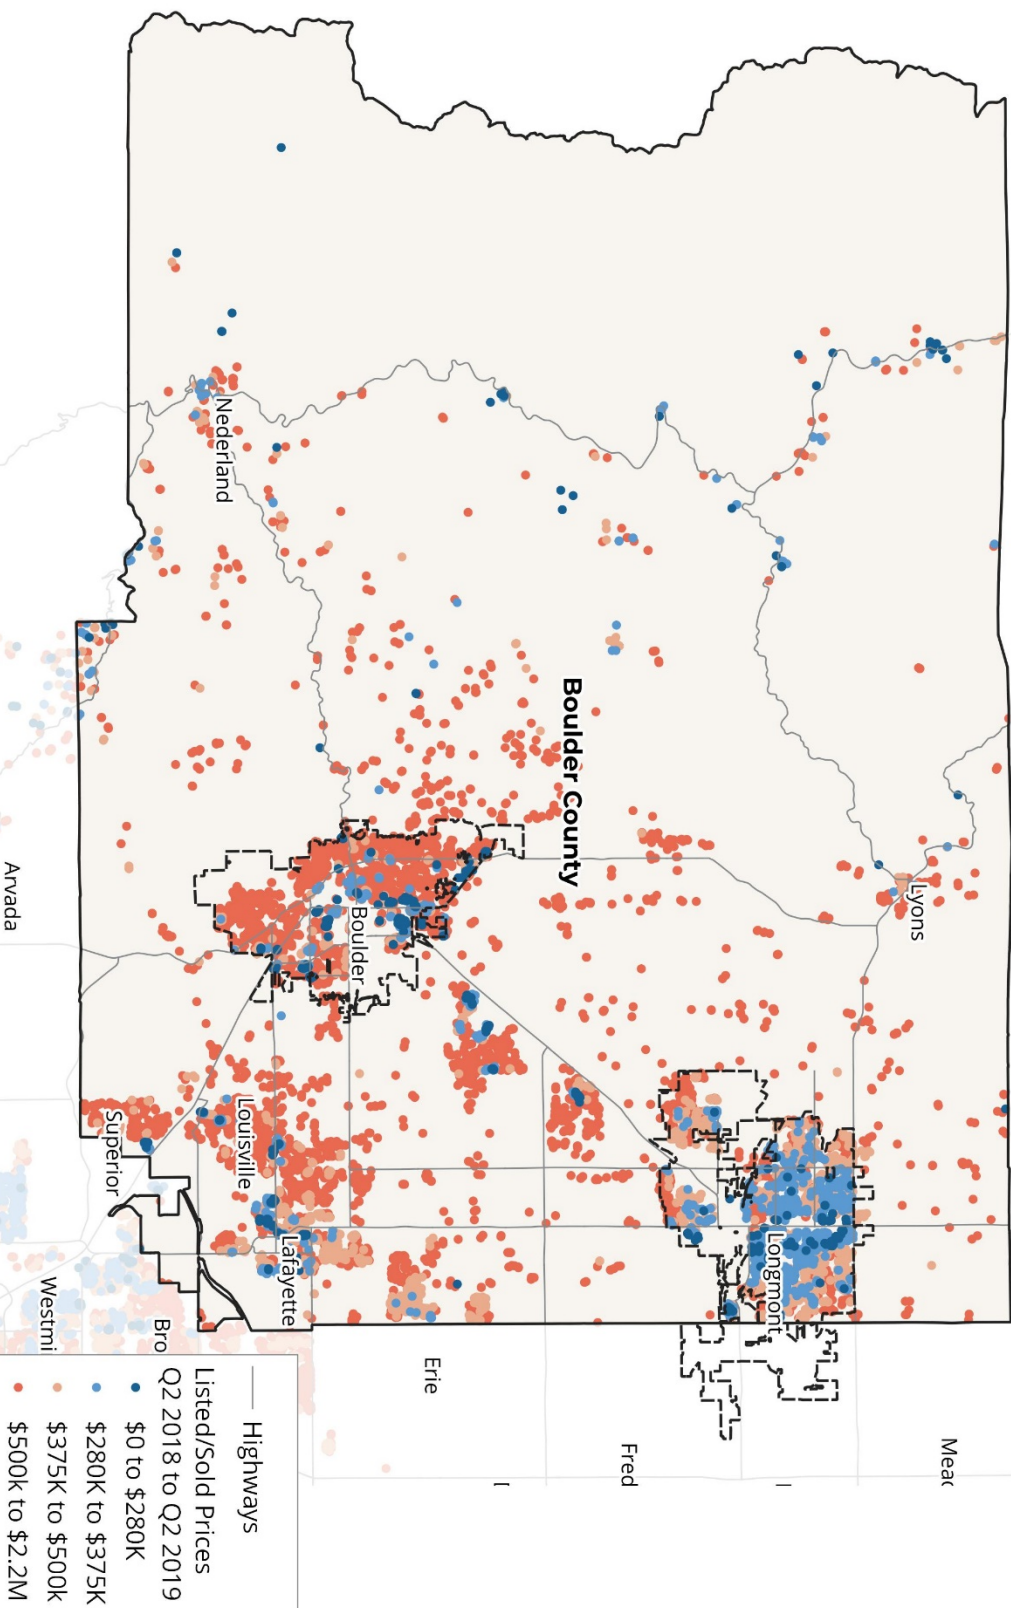 Meac
Lyons
Longmont
Fred
Boulder County
[
Erie
Boulder
Lafayette
Louisville
Nederland
Superior
Bro
Westmi
Arvada
Highways
Listed/Sold Prices
Q2 2018 to Q2 2019
$0 to $280K
$280K to $375K
$375K to $500k
$500k to $2.2M